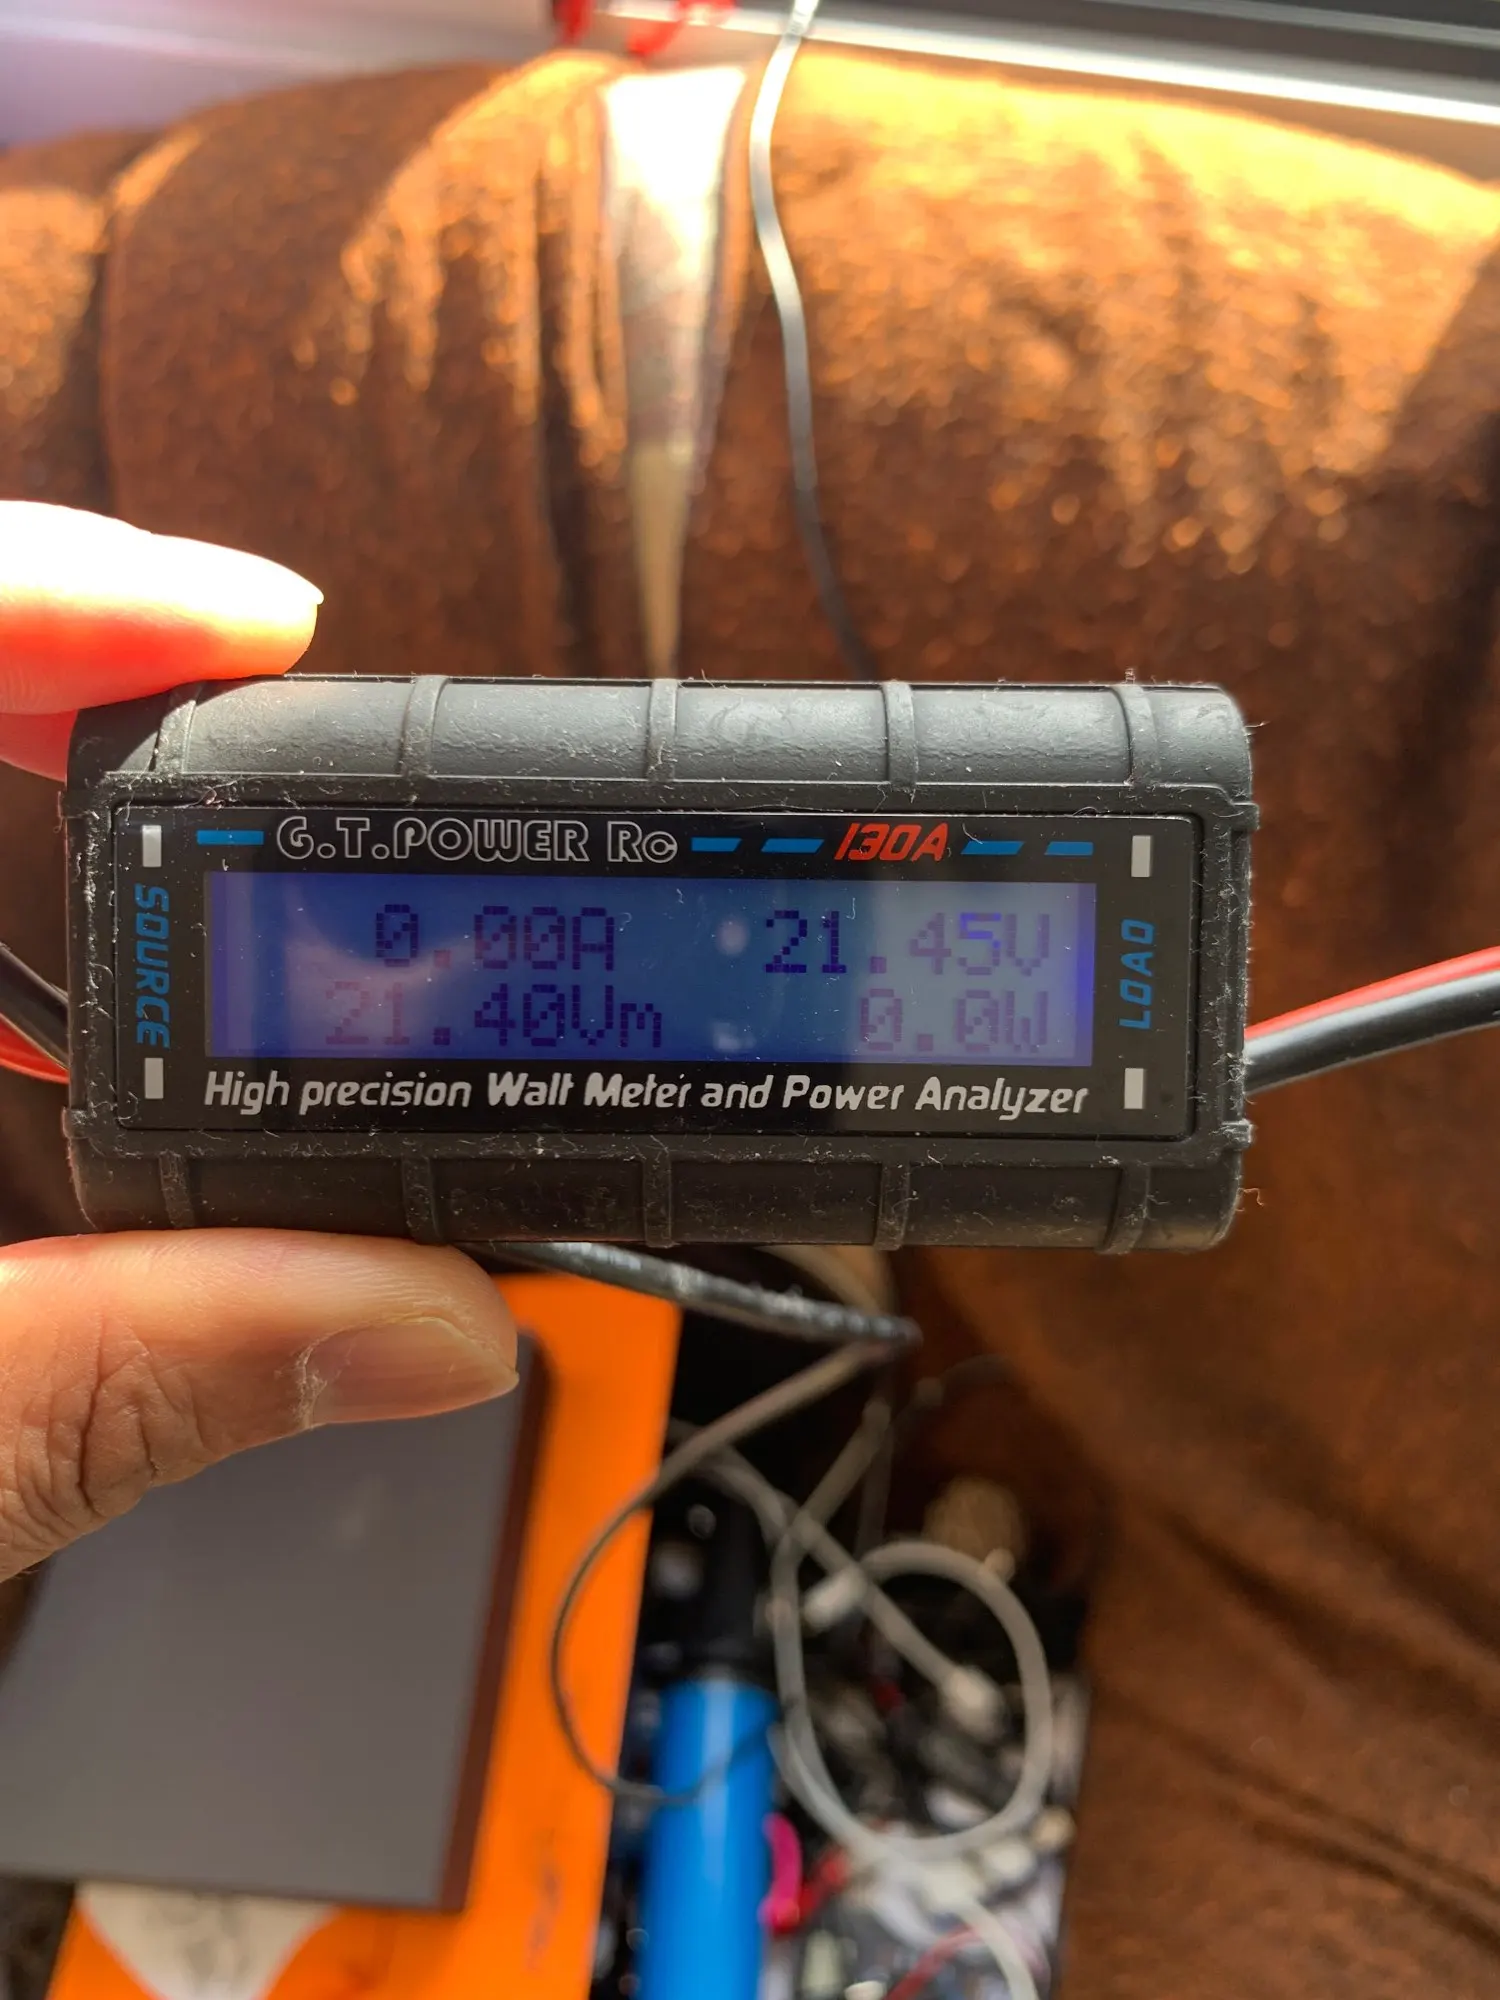 G.T.POWER RC 130A
SOURCE
0.00A 21.45V
21.40Vm 0.0W
LOAD
High precision Watt Meter and Power Analyzer